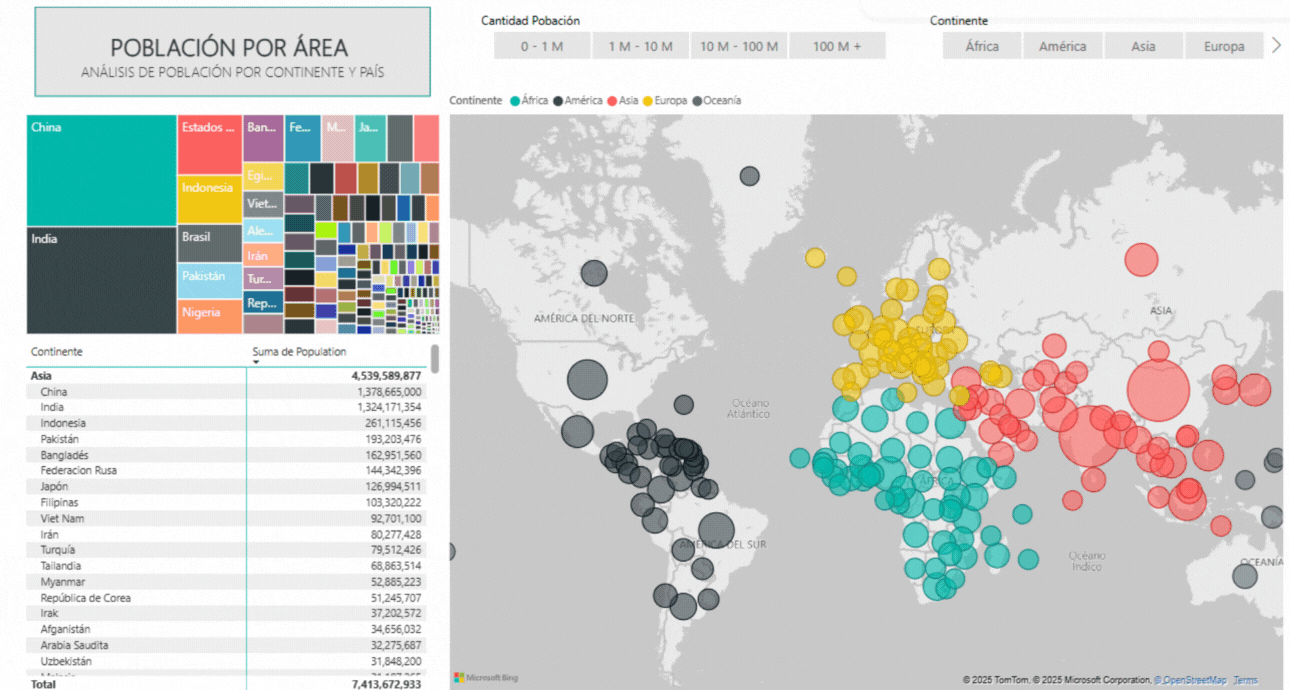 POBLACIÓN POR ÁREA
ANÁLISIS DE POBLACIÓN POR CONTINENTE Y PAÍS
Cantidad Pobación
0 - 1 M
1 M - 10 M
10 M - 100 M
100 M +
Continente
África
América
Asia
Europa
Continente África América Asia Europa Oceanía
China
India
Estados ...
Indonesia
Brasil
Pakistán
Nigeria
Ban...
Egi...
Viet...
Ale...
Irán
Tur...
Rep...
Fe...
M...
Ja...
AMÉRICA DEL NORTE
Océano
Atlántico
AMÉRICA DEL SUR
EUROPA
ÁFRICA
ASIA
Océano
Índico
OCEANÍA
Continente Suma de Population
Asia 4,539,589,877
China 1,378,665,000
India 1,324,171,354
Indonesia 261,115,456
Pakistán 193,203,476
Bangladés 162,951,560
Federacion Rusa 144,342,396
Japón 126,994,511
Filipinas 103,320,222
Viet Nam 92,701,100
Irán 80,277,428
Turquía 79,512,426
Tailandia 68,863,514
Myanmar 52,885,223
República de Corea 51,245,707
Irak 37,202,572
Afganistán 34,656,032
Arabia Saudita 32,275,687
Uzbekistán 31,848,200
Total 7,413,672,933
Microsoft Bing
© 2025 TomTom, © 2025 Microsoft Corporation, © OpenStreetMap Terms